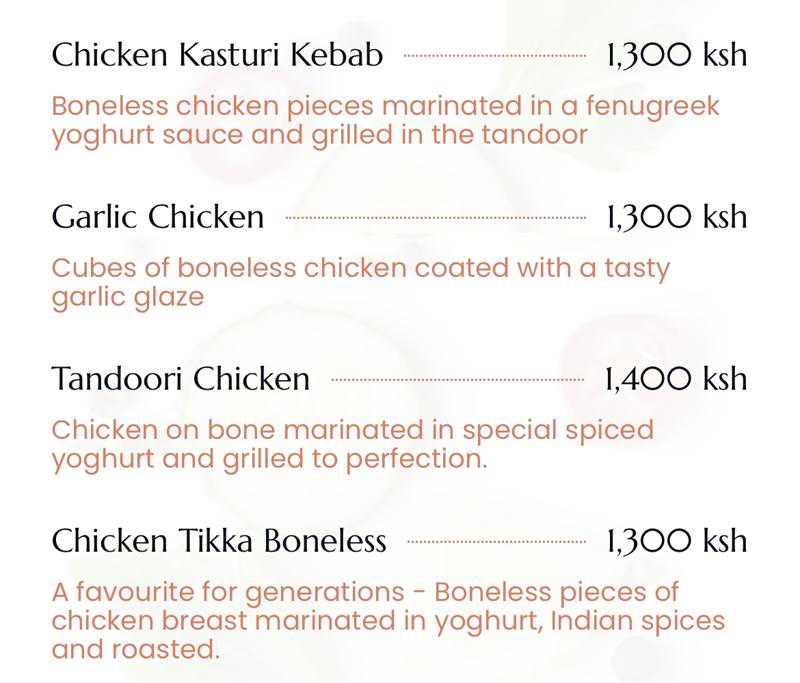 Chicken Kasturi Kebab 1,300 ksh
Boneless chicken pieces marinated in a fenugreek
yoghurt sauce and grilled in the tandoor
Garlic Chicken 1,300 ksh
Cubes of boneless chicken coated with a tasty
garlic glaze
Tandoori Chicken 1,400 ksh
Chicken on bone marinated in special spiced
yoghurt and grilled to perfection.
Chicken Tikka Boneless 1,300 ksh
A favourite for generations - Boneless pieces of
chicken breast marinated in yoghurt, Indian spices
and roasted.